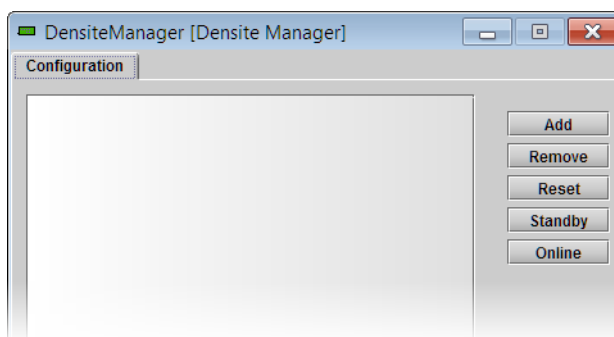 DensiteManager [Densite Manager]
Configuration
Add
Remove
Reset
Standby
Online